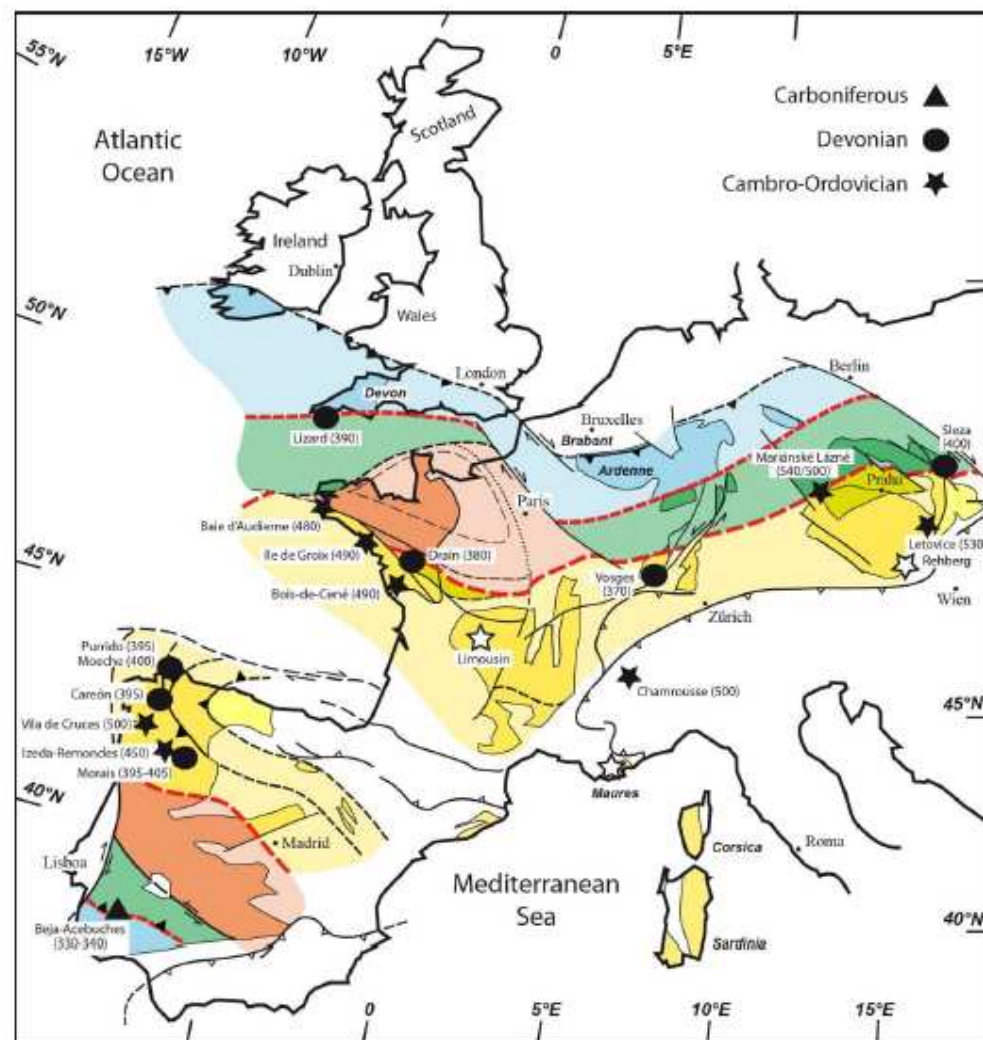 15°W
10°W
0
5°E
55°N
Carboniferous
Devonian
Cambro-Ordovician
Atlantic
Ocean
Scotland
Ireland
Dublin
Wales
50°N
London
Berlin
Devon
Bruxelles
Brabant
Ardenne
Lizard (390)
Sleza
(400)
Mariánské Lázné
(540/500)
Praha
Paris
Baie d'Audierne (480)
Ile de Groix (490)
Drain (380)
Letovice (530)
Rehberg
45°N
Bois-de-Cené (490)
Vosges
(370)
Wien
Zürich
Purrido (395)
Moeche (400)
Limousin
Careón (395)
Chamrousse (500)
45°N
Vila de Cruces (500)
Izeda-Remondes (450)
Morais (395-405)
Maures
40°N
Madrid
Corsica
Roma
Lisboa
Mediterranean
Sea
Beja-Acebuches
(330-340)
Sardinia
40°N
0
5°E
10°E
15°E